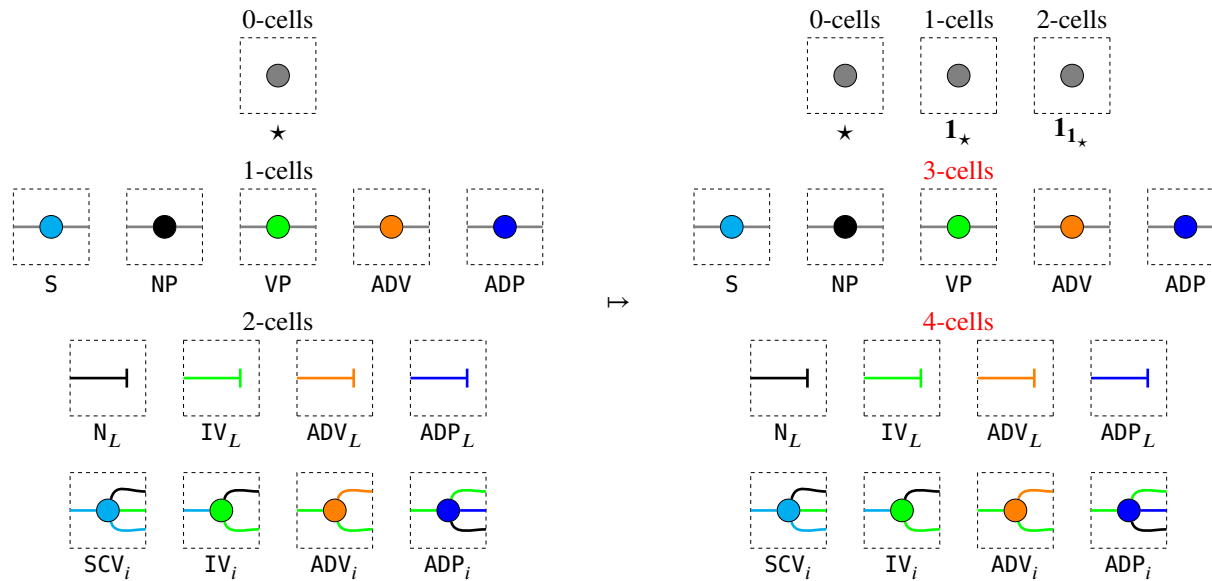 0-cells
⋆
1-cells
S NP VP ADV ADP
2-cells
N_L IV_L ADV_L ADP_L
SCV_i IV_i ADV_i ADP_i
↦
0-cells 1-cells 2-cells
⋆ 1_⋆ 1_{1_⋆}
3-cells
S NP VP ADV ADP
4-cells
N_L IV_L ADV_L ADP_L
SCV_i IV_i ADV_i ADP_i